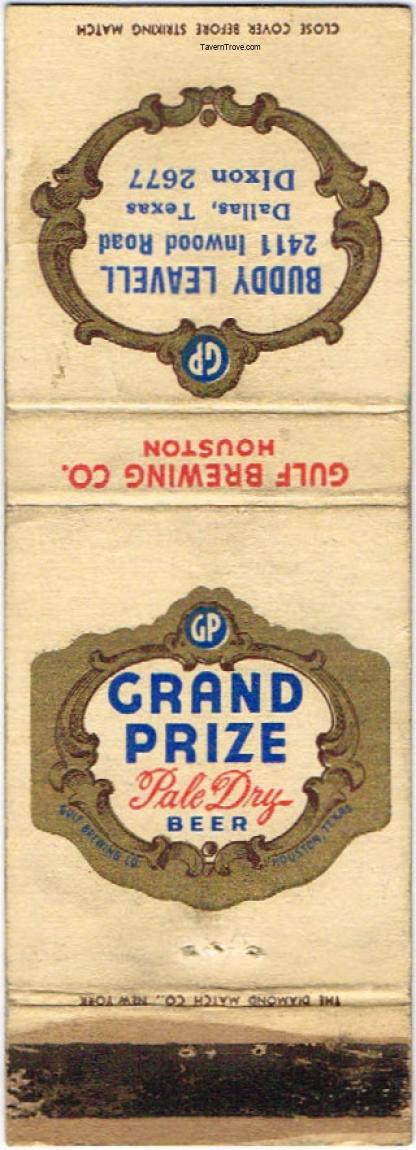 CLOSE COVER BEFORE STRIKING MATCH
TavernTrove.com
GP
BUDDY LEAVELL
2411 Inwood Road
Dallas, Texas
DIxon 2677
GULF BREWING CO.
HOUSTON
GP
GRAND
PRIZE
Pale Dry
BEER
GULF BREWING CO.
HOUSTON, TEXAS
THE DIAMOND MATCH CO., NEW YORK